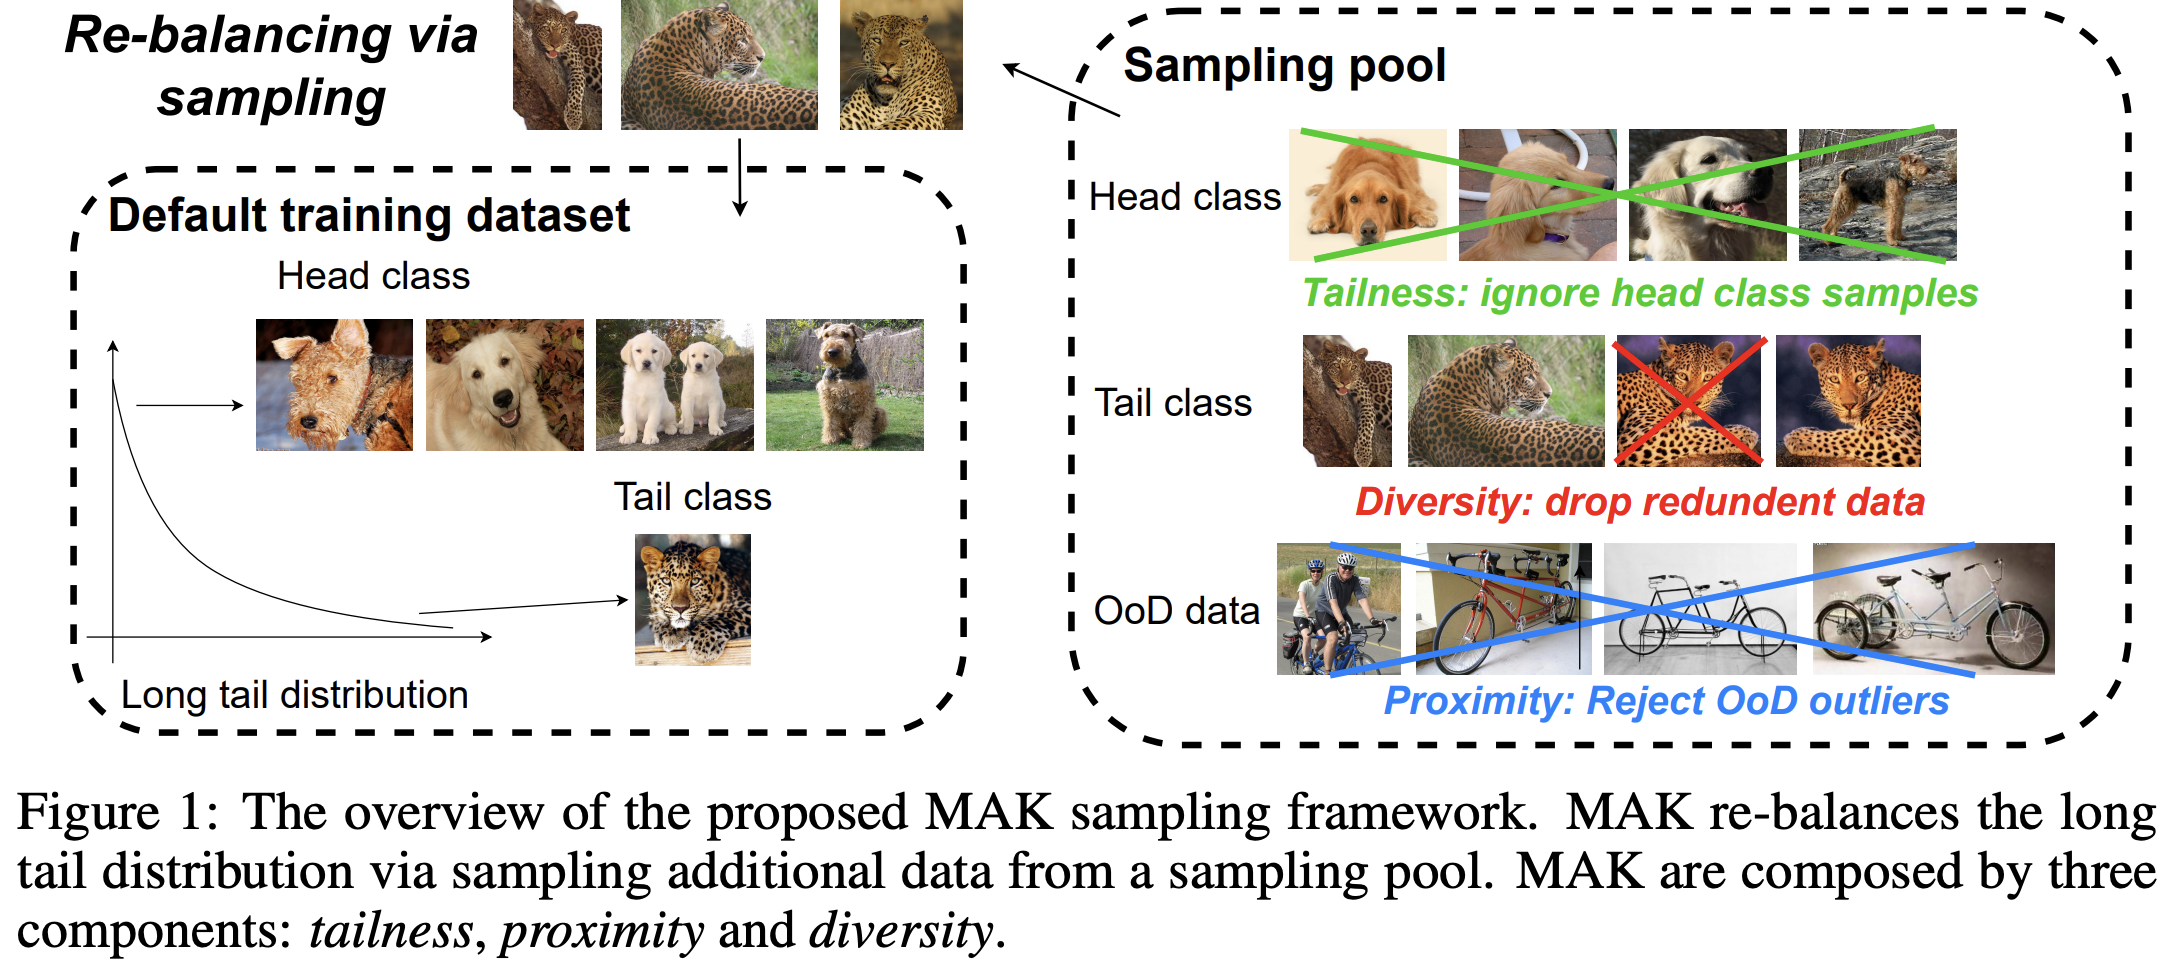 Re-balancing via
sampling
Default training dataset
Head class
Tail class
Long tail distribution
Sampling pool
Head class
Tailness: ignore head class samples
Tail class
Diversity: drop redundent data
OoD data
Proximity: Reject OoD outliers
Figure 1: The overview of the proposed MAK sampling framework. MAK re-balances the long
tail distribution via sampling additional data from a sampling pool. MAK are composed by three
components: tailness, proximity and diversity.